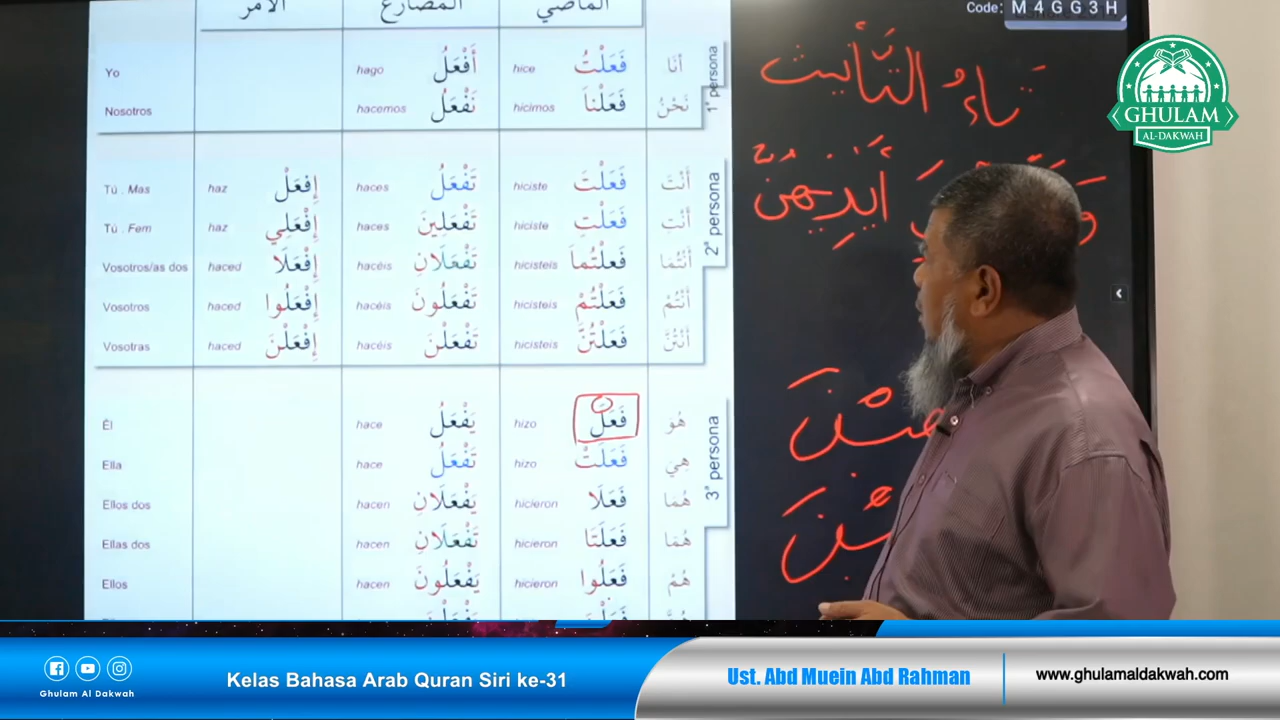 Code: M4GG3H
الماضي المضارع الأمر
Yo hago أَفْعَلُ hice فَعَلْتُ أَنَا
Nosotros hacemos نَفْعَلُ hicimos فَعَلْنَا نَحْنُ
1ª persona
Tú . Mas haz إِفْعَلْ haces تَفْعَلُ hiciste فَعَلْتَ أَنْتَ
Tú . Fem haz إِفْعَلِي haces تَفْعَلِينَ hiciste فَعَلْتِ أَنْتِ
Vosotros/as dos haced إِفْعَلَا hacéis تَفْعَلَانِ hicisteis فَعَلْتُمَا أَنْتُمَا
Vosotros haced إِفْعَلُوا hacéis تَفْعَلُونَ hicisteis فَعَلْتُمْ أَنْتُمْ
Vosotras haced إِفْعَلْنَ hacéis تَفْعَلْنَ hicisteis فَعَلْتُنَّ أَنْتُنَّ
2ª persona
Él hace يَفْعَلُ hizo فَعَلَ هُوَ
Ella hace تَفْعَلُ hizo فَعَلَتْ هِيَ
Ellos dos hacen يَفْعَلَانِ hicieron فَعَلَا هُمَا
Ellas dos hacen تَفْعَلَانِ hicieron فَعَلَتَا هُمَا
Ellos hacen يَفْعَلُونَ hicieron فَعَلُوا هُمْ
3ª persona
تَاءُ التَّأْنِيث
أَيْدِيَهُنَّ
GHULAM
AL-DAKWAH
Ghulam Al Dakwah
Kelas Bahasa Arab Quran Siri ke-31
Ust. Abd Muein Abd Rahman
www.ghulamaldakwah.com